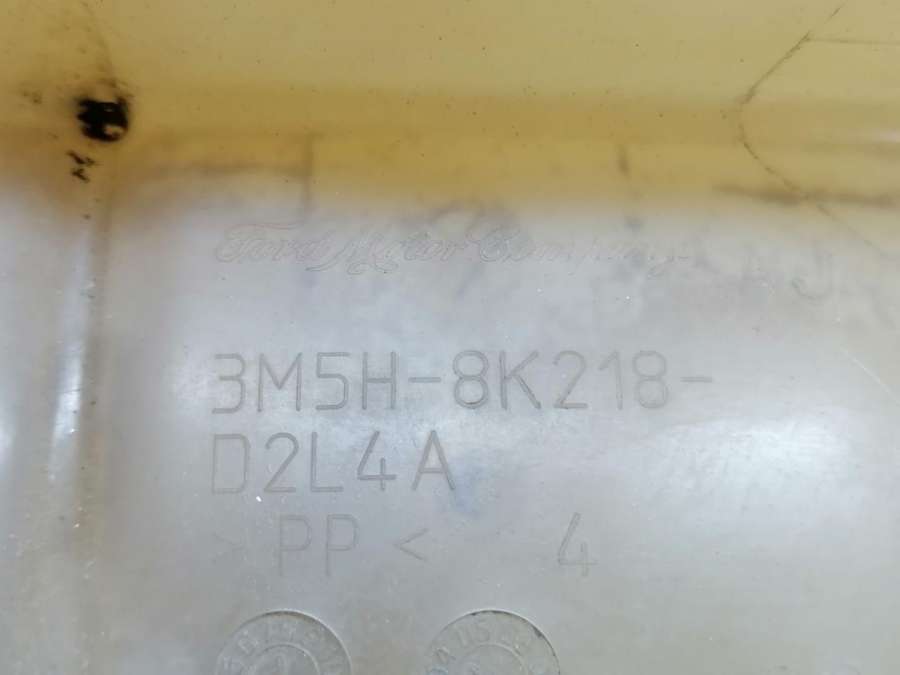 Ford Motor Company
3M5H-8K218-
D2L4A
> PP < 4